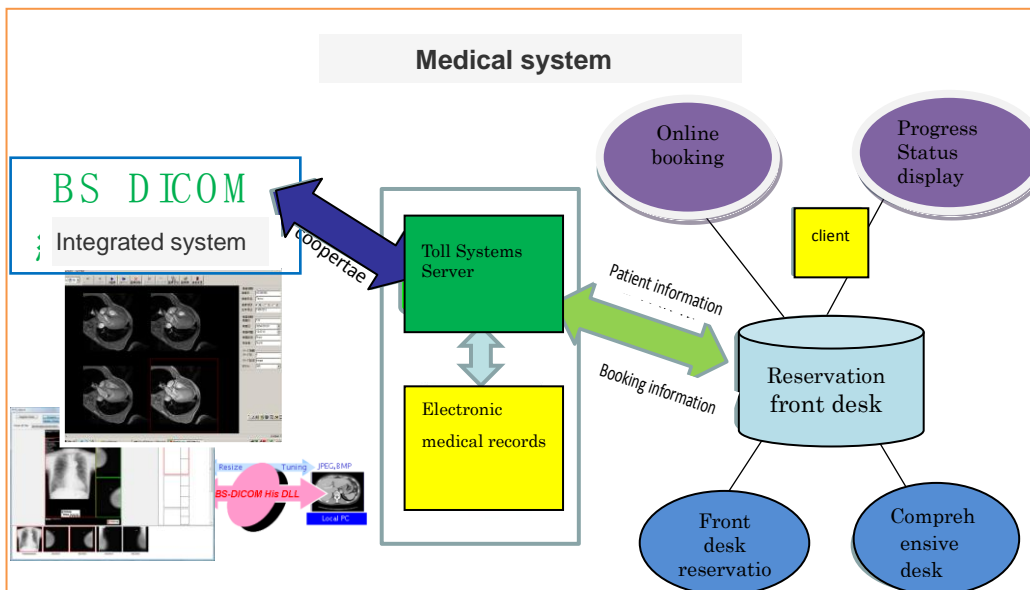 Medical system
Online
booking
Progress
Status
display
BS DICOM
Integrated system
coopertae
Toll Systems
Server
client
Patient information
Booking information
Reservation
front desk
Electronic
medical records
Resize
Tuning
JPEG,BMP
BS-DICOM His DLL
Local PC
Front
desk
reservatio
Compreh
ensive
desk